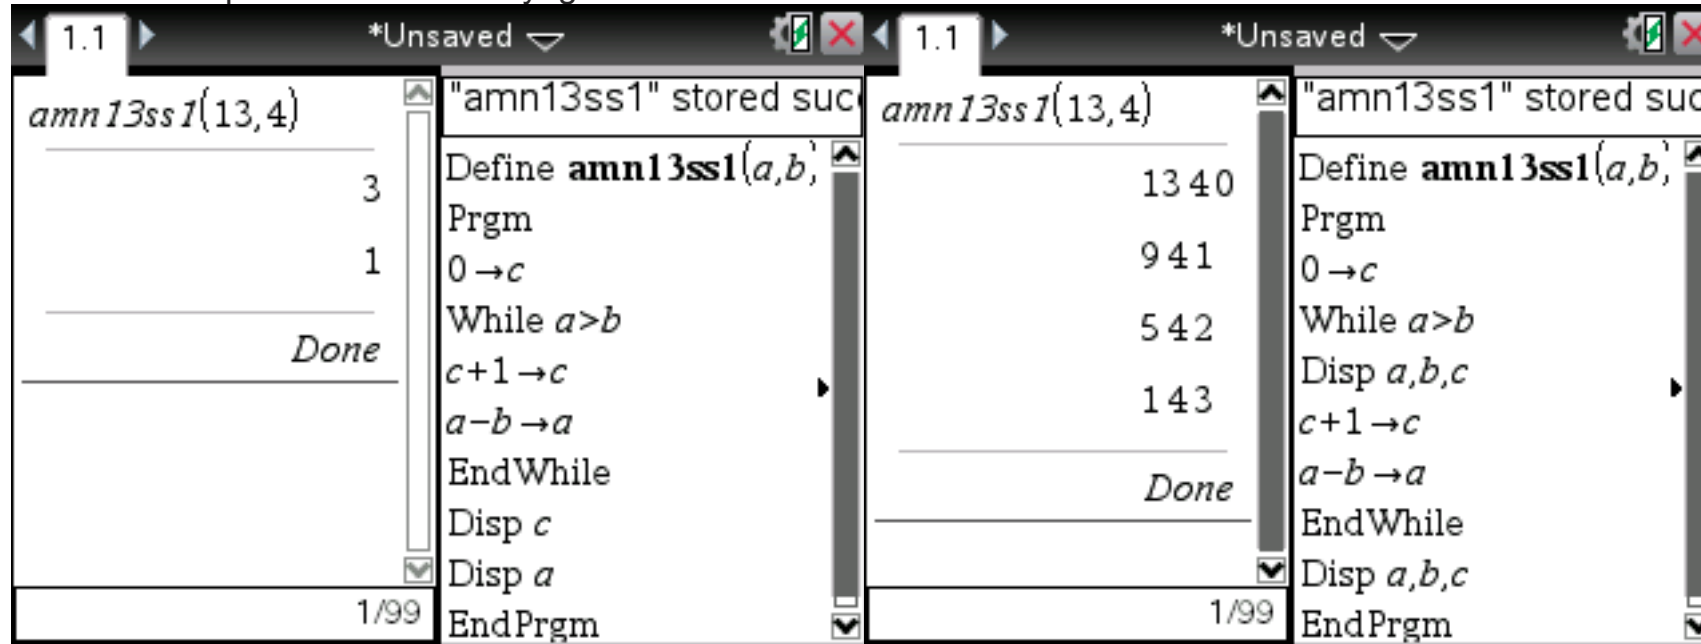 1.1 *Unsaved
amn13ss1(13,4)
3
1
Done
1/99
"amn13ss1" stored suc
Define amn13ss1(a,b)
Prgm
0→c
While a>b
c+1→c
a−b→a
EndWhile
Disp c
Disp a
EndPrgm
1.1 *Unsaved
amn13ss1(13,4)
13 4 0
9 4 1
5 4 2
1 4 3
Done
1/99
"amn13ss1" stored suc
Define amn13ss1(a,b)
Prgm
0→c
While a>b
Disp a,b,c
c+1→c
a−b→a
EndWhile
Disp a,b,c
EndPrgm